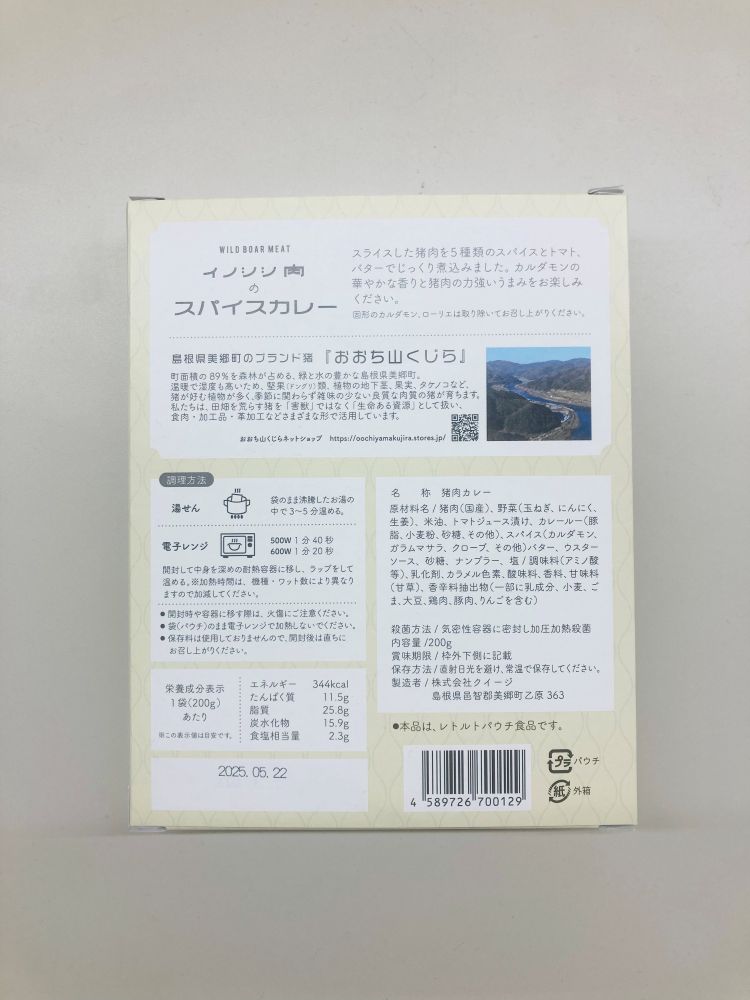 WILD BOAR MEAT
イノシシ肉
の
スパイスカレー
スライスした猪肉を5種類のスパイスとトマト、
バターでじっくり煮込みました。カルダモンの
華やかな香りと猪肉の力強いうまみをお楽しみ
ください。
固形のカルダモン、ローリエは取り除いてお召し上がりください。
島根県美郷町のブランド猪『おおち山くじら』
町面積の89%を森林が占める、緑と水の豊かな島根県美郷町。
温暖で湿度も高いため、堅果(ドングリ)類、植物の地下茎、果実、タケノコなど、
猪が好む植物が多く、季節に関わらず雑味の少ない良質な肉質の猪が育ちます。
私たちは、田畑を荒らす猪を「害獣」ではなく「生命ある資源」として扱い、
食肉・加工品・革加工などさまざまな形で活用しています。
おおち山くじらネットショップ https://oochiyamakujira.stores.jp/
調理方法
湯せん
袋のまま沸騰したお湯の
中で3〜5分温める。
電子レンジ
500W 1分40秒
600W 1分20秒
開封して中身を深めの耐熱容器に移し、ラップをして
温める。※加熱時間は、機種・ワット数により異なり
ますので加減してください。
●開封時や容器に移す際は、火傷にご注意ください。
●袋(パウチ)のまま電子レンジで加熱しないでください。
●保存料は使用しておりませんので、開封後は直ちに
お召し上がりください。
栄養成分表示
1袋(200g)
あたり
※この表示値は目安です。
エネルギー 344kcal
たんぱく質 11.5g
脂質 25.8g
炭水化物 15.9g
食塩相当量 2.3g
2025.05.22
名 称 猪肉カレー
原材料名/猪肉(国産)、野菜(玉ねぎ、にんにく、
生姜)、米油、トマトジュース漬け、カレールー(豚
脂、小麦粉、砂糖、その他)、スパイス(カルダモン、
ガラムマサラ、クローブ、その他)バター、ウスター
ソース、砂糖、ナンプラー、塩/調味料(アミノ酸
等)、乳化剤、カラメル色素、酸味料、香料、甘味料
(甘草)、香辛料抽出物(一部に乳成分、小麦、ご
ま、大豆、鶏肉、豚肉、りんごを含む)
殺菌方法/気密性容器に密封し加圧加熱殺菌
内容量/200g
賞味期限/枠外下側に記載
保存方法/直射日光を避け、常温で保存してください。
製造者/株式会社クイージ
島根県邑智郡美郷町乙原363
●本品は、レトルトパウチ食品です。
4 589726 700129
プラ パウチ
紙 外箱